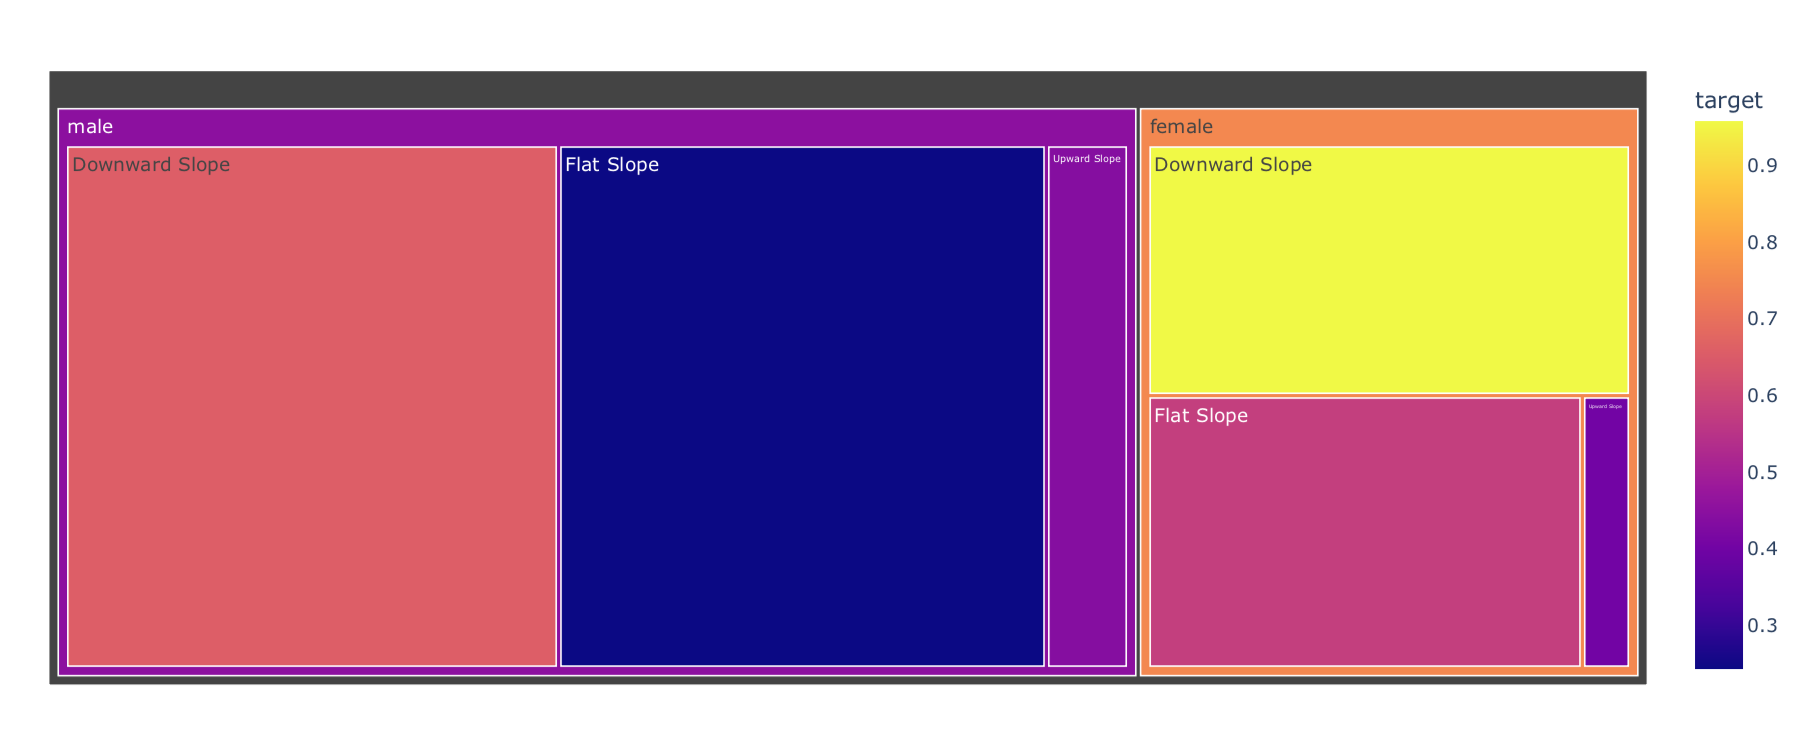 target
male
female
Downward Slope
Flat Slope
Upward Slope
Downward Slope
Flat Slope
Upward Slope
0.9
0.8
0.7
0.6
0.5
0.4
0.3